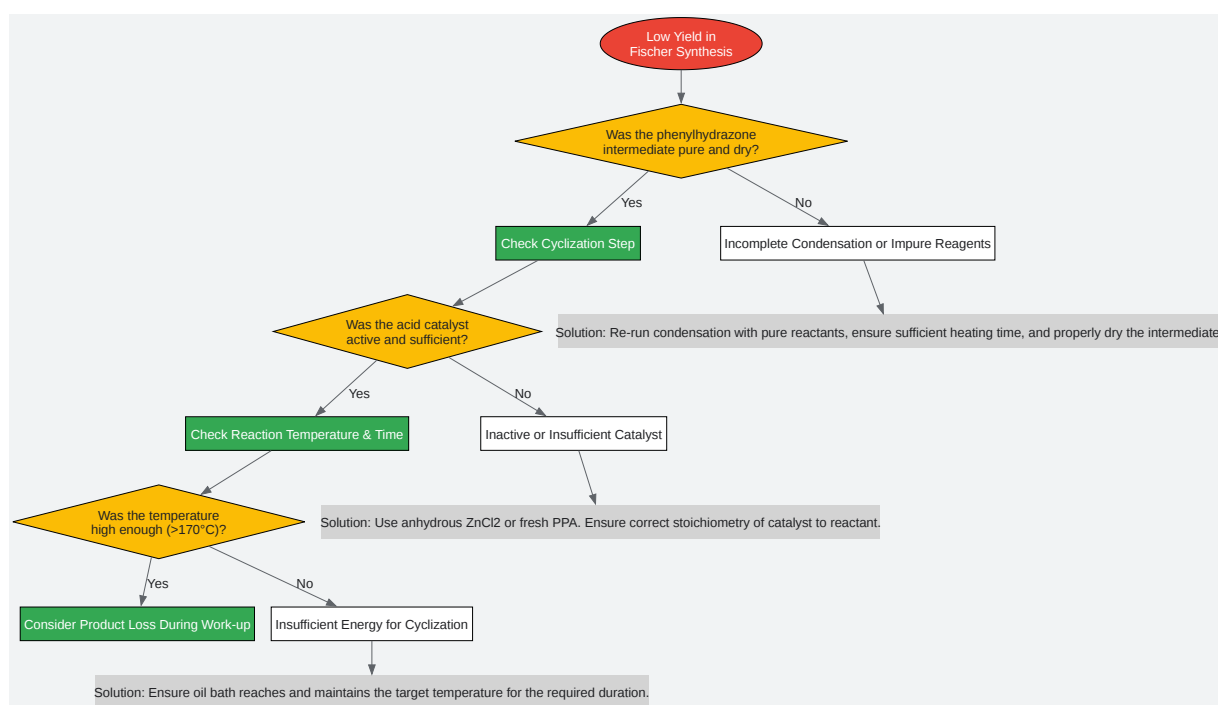 Low Yield in
Fischer Synthesis
Was the phenylhydrazone
intermediate pure and dry?
Yes
No
Check Cyclization Step
Incomplete Condensation or Impure Reagents
Was the acid catalyst
active and sufficient?
Solution: Re-run condensation with pure reactants, ensure sufficient heating time, and properly dry the intermediate
Yes
No
Check Reaction Temperature & Time
Inactive or Insufficient Catalyst
Was the temperature
high enough (>170°C)?
Solution: Use anhydrous ZnCl2 or fresh PPA. Ensure correct stoichiometry of catalyst to reactant.
Yes
No
Consider Product Loss During Work-up
Insufficient Energy for Cyclization
Solution: Ensure oil bath reaches and maintains the target temperature for the required duration.